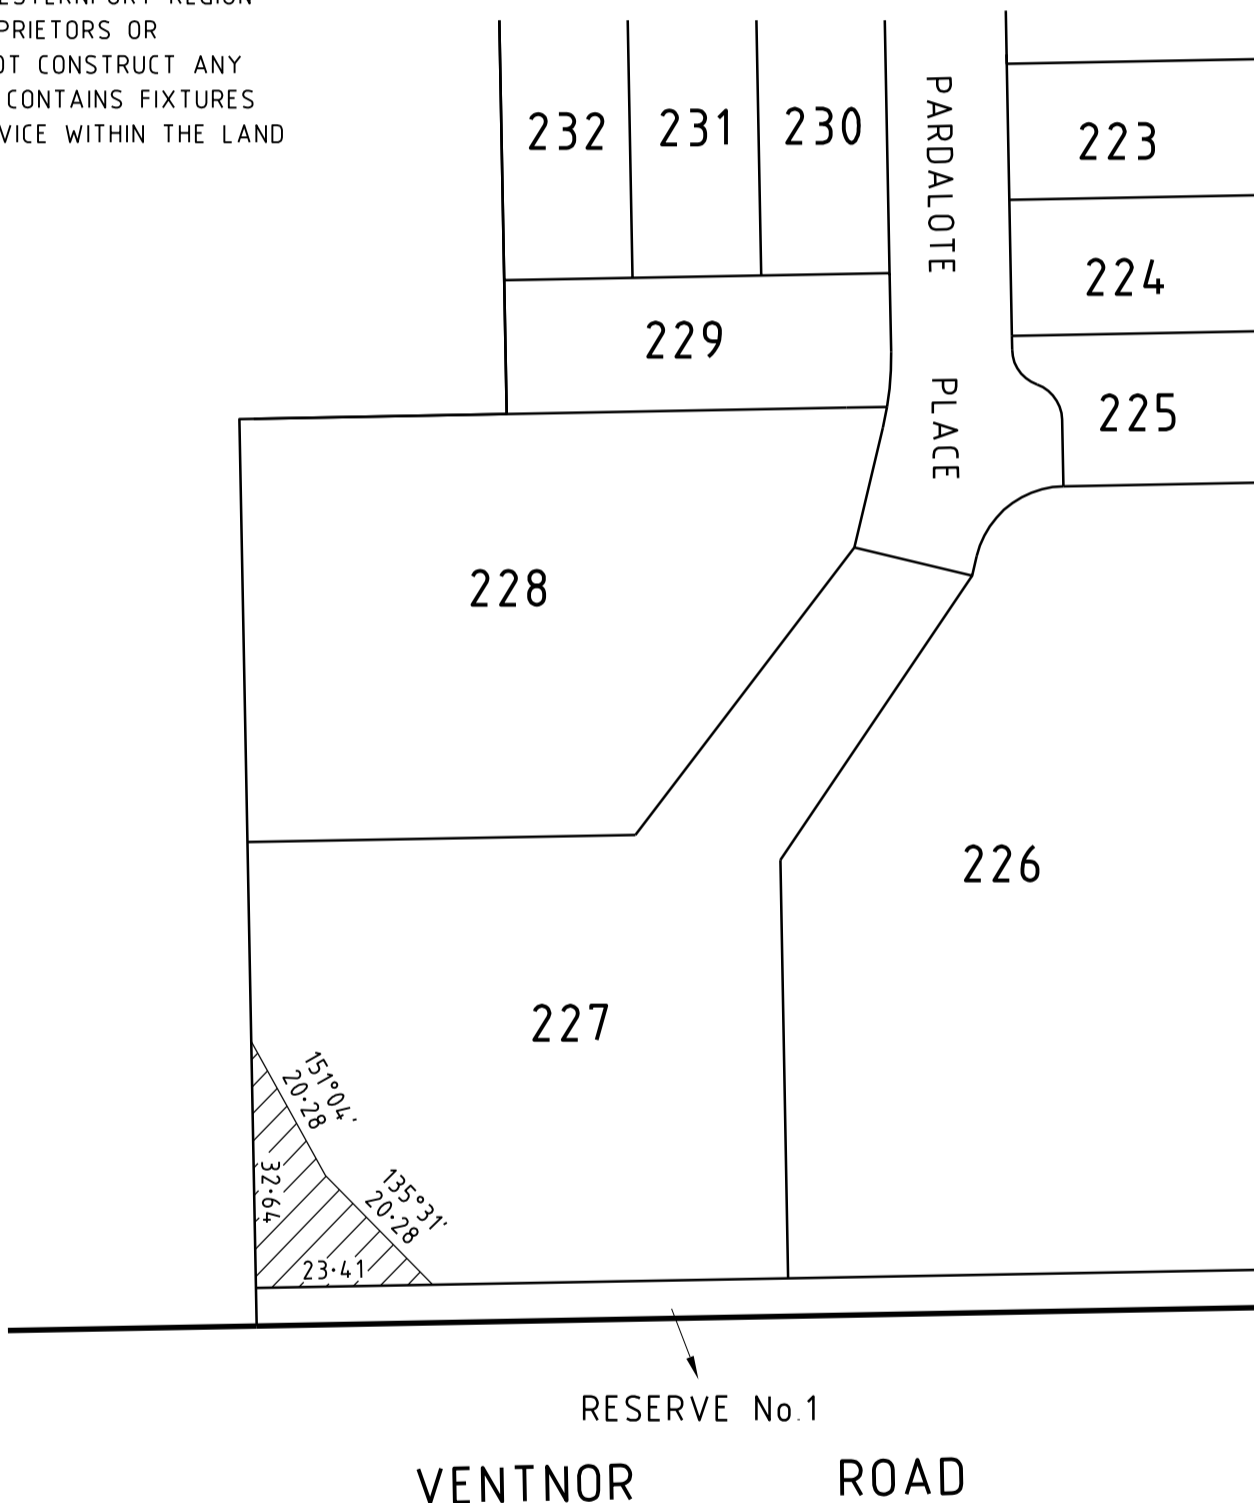 PRIETORS OR
OT CONSTRUCT ANY
CONTAINS FIXTURES
VICE WITHIN THE LAND
232
231
230
PARDALOTE PLACE
223
224
225
229
228
226
227
151°04'
20·28
135°31'
20·28
32·64
23·41
RESERVE No.1
VENTNOR ROAD